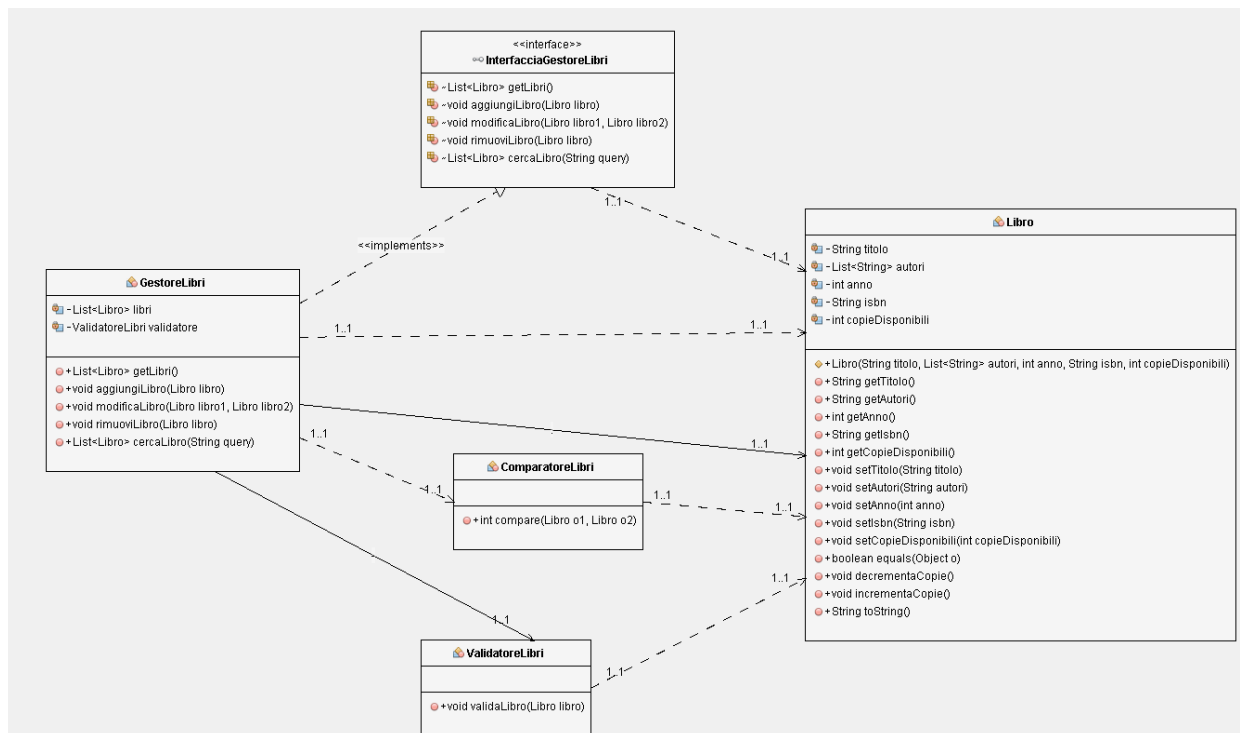 <<interface>>
InterfacciaGestoreLibri
~List<Libro> getLibri()
~void aggiungiLibro(Libro libro)
~void modificaLibro(Libro libro1, Libro libro2)
~void rimuoviLibro(Libro libro)
~List<Libro> cercaLibro(String query)
1..1
1..1
<<implements>>
Libro
-String titolo
-List<String> autori
-int anno
-String isbn
-int copieDisponibili
+Libro(String titolo, List<String> autori, int anno, String isbn, int copieDisponibili)
+String getTitolo()
+String getAutori()
+int getAnno()
+String getIsbn()
+int getCopieDisponibili()
+void setTitolo(String titolo)
+void setAutori(String autori)
+void setAnno(int anno)
+void setIsbn(String isbn)
+void setCopieDisponibili(int copieDisponibili)
+boolean equals(Object o)
+void decrementaCopie()
+void incrementaCopie()
+String toString()
GestoreLibri
-List<Libro> libri
-ValidatoreLibri validatore
+List<Libro> getLibri()
+void aggiungiLibro(Libro libro)
+void modificaLibro(Libro libro1, Libro libro2)
+void rimuoviLibro(Libro libro)
+List<Libro> cercaLibro(String query)
1..1
1..1
1..1
1..1
1..1
ComparatoreLibri
+int compare(Libro o1, Libro o2)
1..1
1..1
1..1
ValidatoreLibri
+void validaLibro(Libro libro)
1..1
1..1